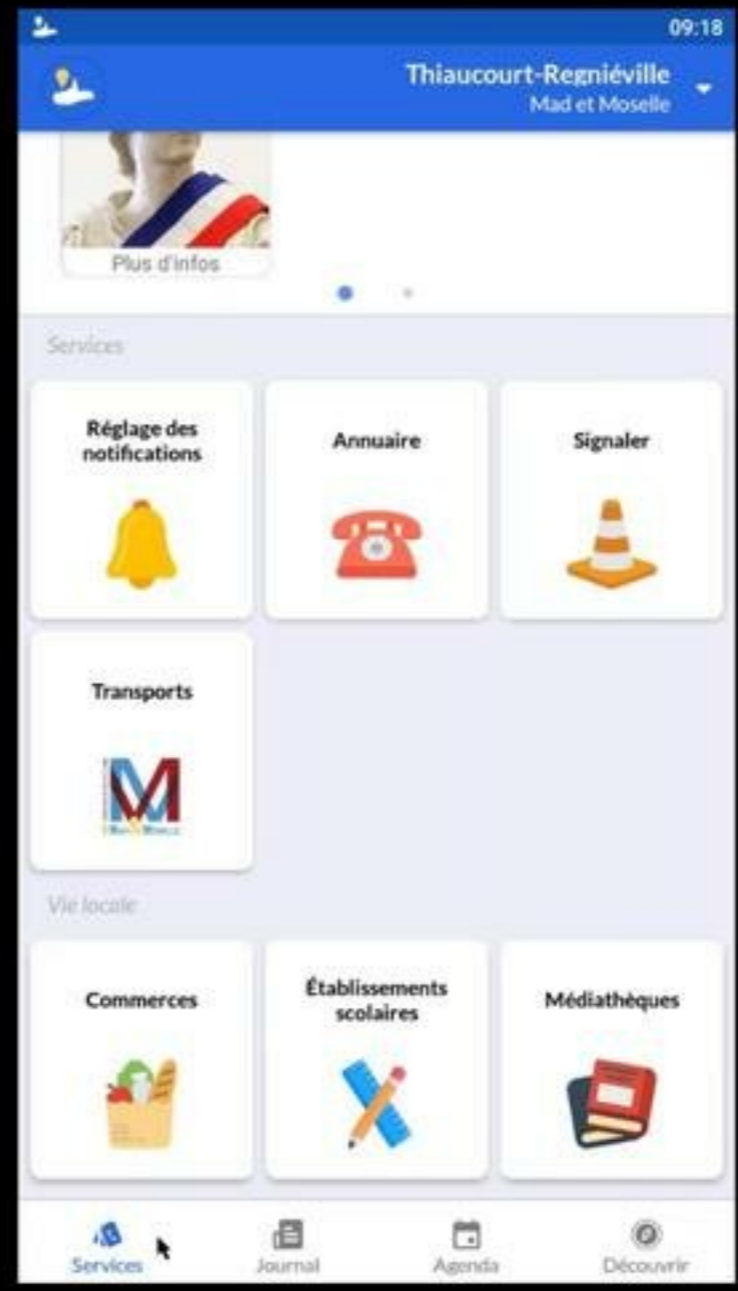 09:18
Thiaucourt-Regniéville
Mad et Moselle
Plus d'infos
Services
Réglage des
notifications
Annuaire
Signaler
Transports
M
Vie locale
Commerces
Établissements
scolaires
Médiathèques
Services
Journal
Agenda
Découvrir